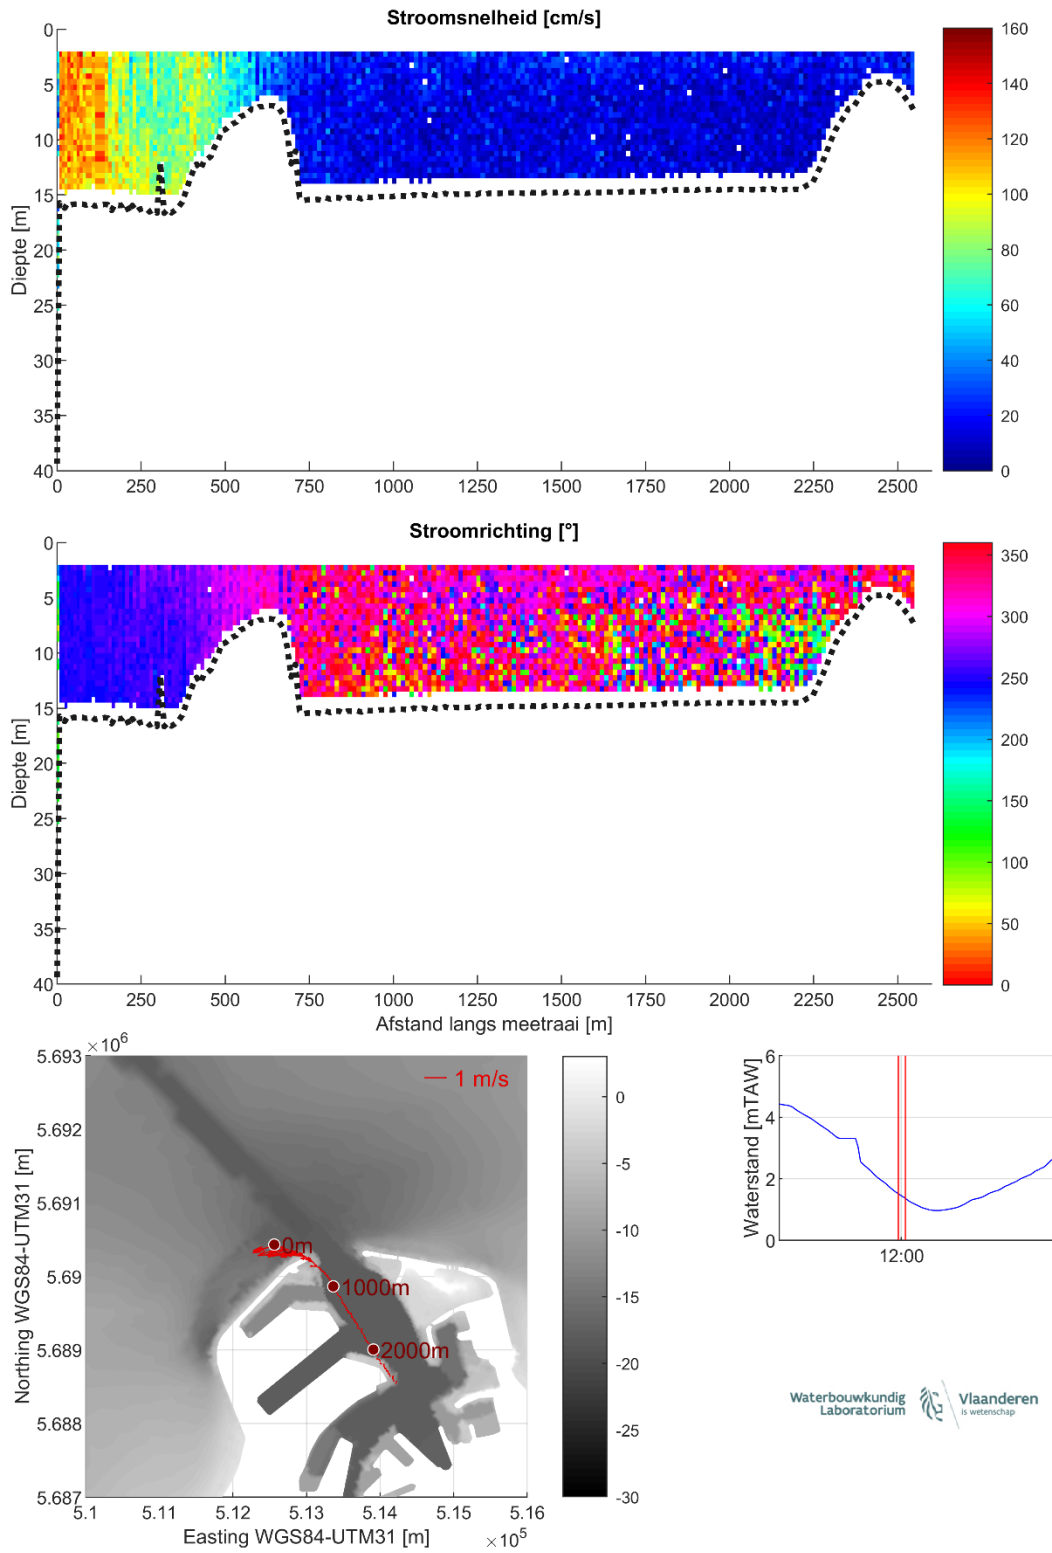 Stroomsnelheid [cm/s]
0
5
10
15
20
25
30
35
40
Diepte [m]
0 250 500 750 1000 1250 1500 1750 2000 2250 2500
160
140
120
100
80
60
40
20
0
Stroomrichting [°]
0
5
10
15
20
25
30
35
40
Diepte [m]
0 250 500 750 1000 1250 1500 1750 2000 2250 2500
Afstand langs meetraai [m]
350
300
250
200
150
100
50
0
×10⁶
5.693
5.692
5.691
5.69
5.689
5.688
5.687
Northing WGS84-UTM31 [m]
1 m/s
0m
1000m
2000m
5.1 5.12 5.13 5.14 5.15 5.16
Easting WGS84-UTM31 [m]
×10⁵
0
-5
-10
-15
-20
-25
-30
6
4
2
0
Waterstand [mTAW]
12:00
Waterbouwkundig
Laboratorium
Vlaanderen
is wetenschap